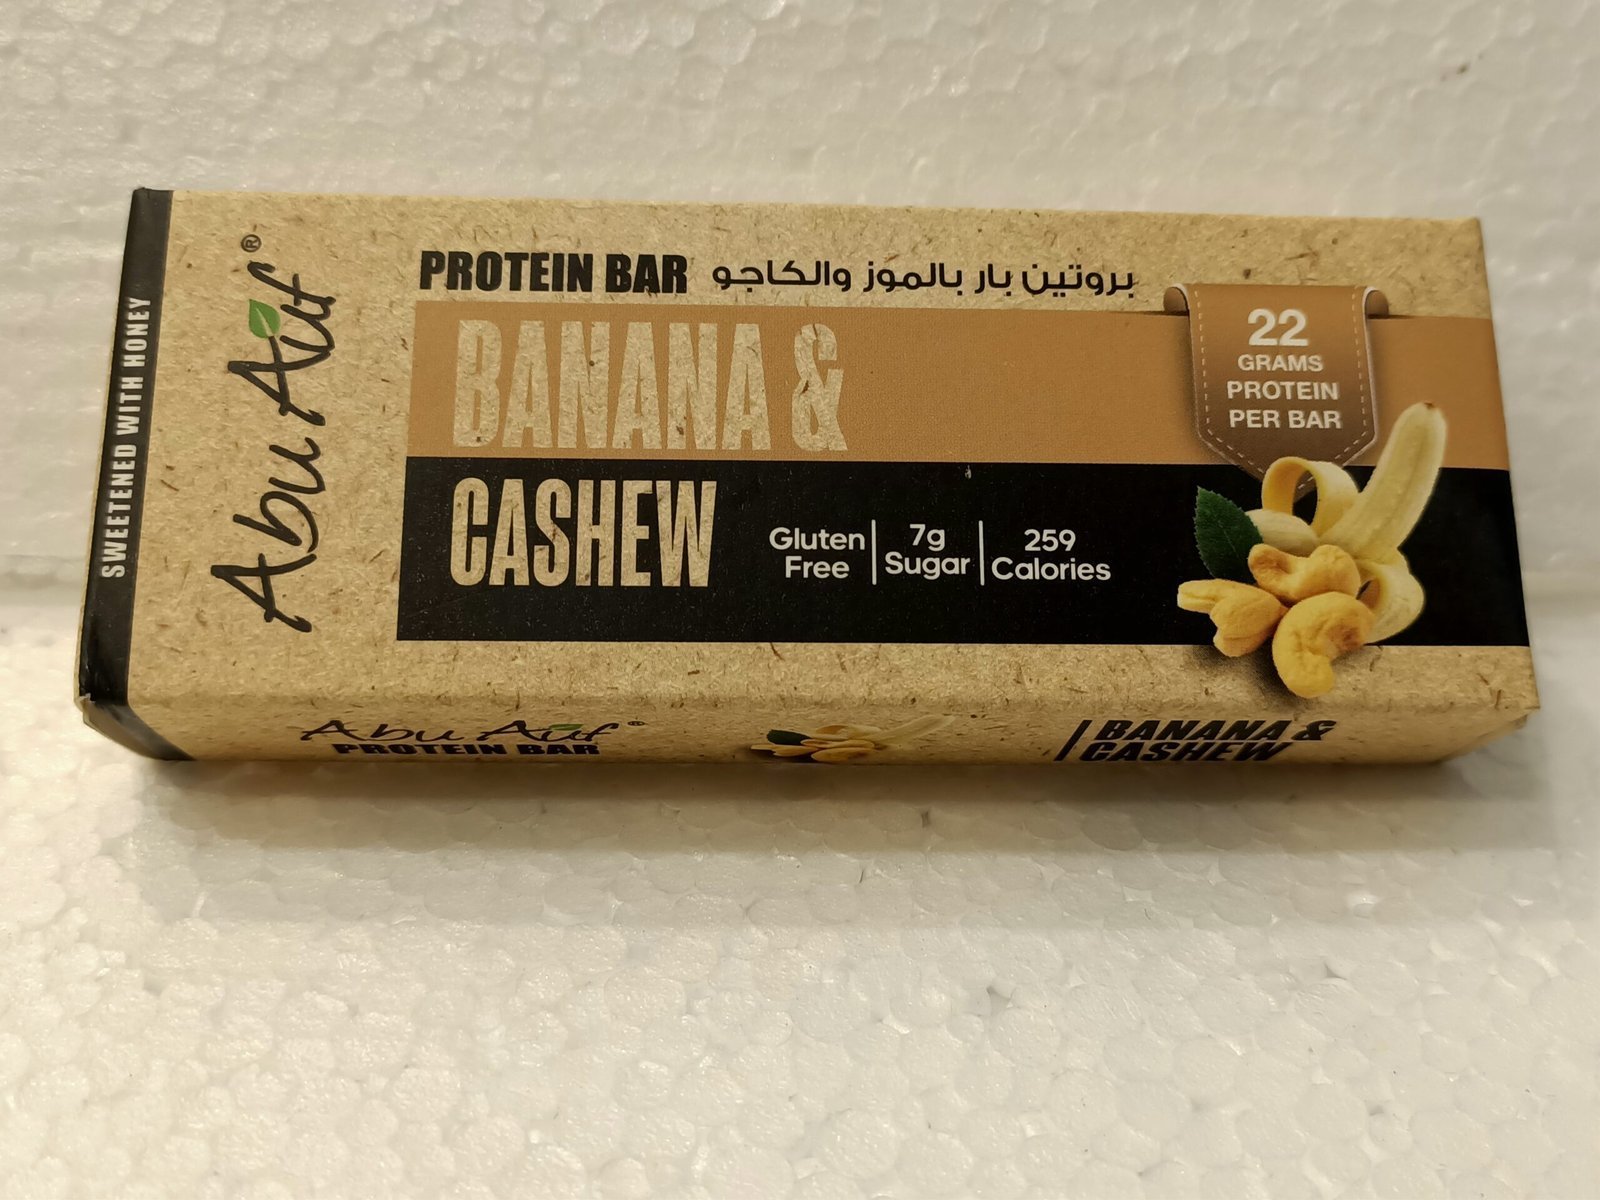 SWEETENED WITH HONEY
Abu Auf®
PROTEIN BAR بروتين بار بالموز والكاجو
BANANA &
CASHEW
Gluten
Free
7g
Sugar
259
Calories
22
GRAMS
PROTEIN
PER BAR
Abu Auf®
PROTEIN BAR
BANANA &
CASHEW